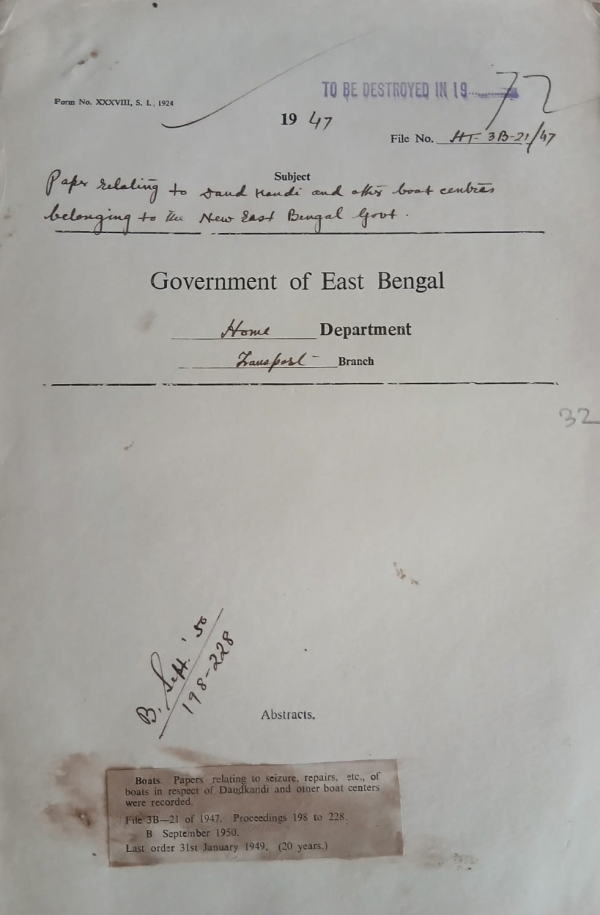 TO BE DESTROYED IN 19 72
Form No. XXXVIII, S. I., 1924
19 47
File No. HT- 3B-21/47
Subject
Paper relating to Daud Kandi and other boat centres
belonging to the New East Bengal Govt.
Government of East Bengal
Home Department
Transport Branch
32
B. Sept. '50
198-228
Abstracts.
Boats. Papers relating to seizure, repairs, etc., of
boats in respect of Daudkandi and other boat centers
were recorded.
File 3B—21 of 1947. Proceedings 198 to 228.
B September 1950.
Last order 31st January 1949. (20 years.)